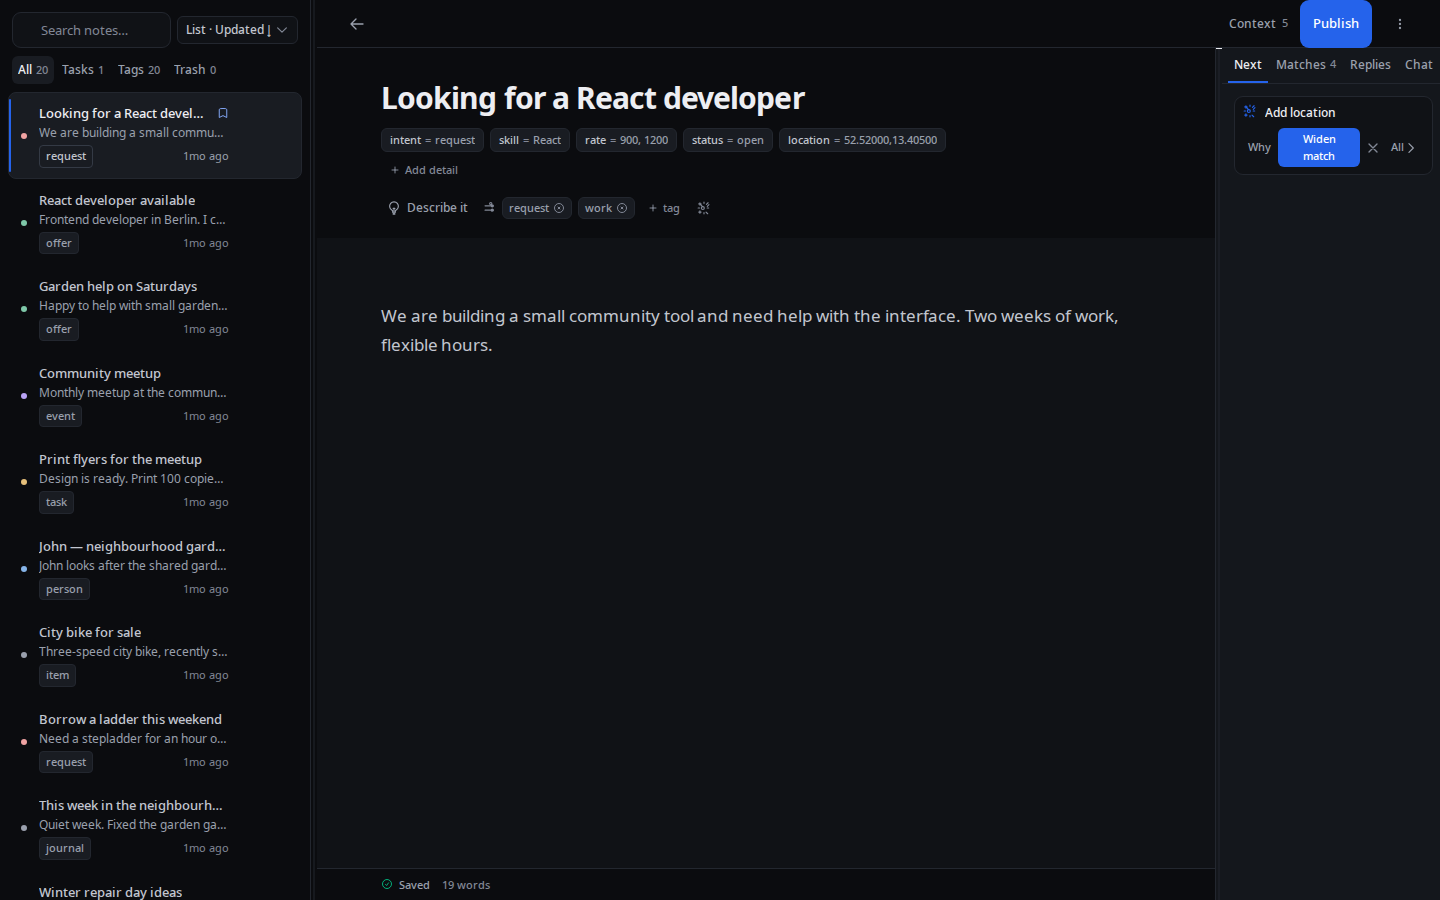 Search notes...
List · Updated
All 20
Tasks 1
Tags 20
Trash 0
Looking for a React devel...
We are building a small commu...
request
1mo ago
React developer available
Frontend developer in Berlin. I c...
offer
1mo ago
Garden help on Saturdays
Happy to help with small garden...
offer
1mo ago
Community meetup
Monthly meetup at the commun...
event
1mo ago
Print flyers for the meetup
Design is ready. Print 100 copie...
task
1mo ago
John — neighbourhood gard...
John looks after the shared gard...
person
1mo ago
City bike for sale
Three-speed city bike, recently s...
item
1mo ago
Borrow a ladder this weekend
Need a stepladder for an hour o...
request
1mo ago
This week in the neighbourh...
Quiet week. Fixed the garden ga...
journal
1mo ago
Winter repair day ideas
Context 5
Publish
Looking for a React developer
intent = request
skill = React
rate = 900, 1200
status = open
location = 52.52000,13.40500
+ Add detail
Describe it
request
work
+ tag
We are building a small community tool and need help with the interface. Two weeks of work,
flexible hours.
Saved
19 words
Next
Matches 4
Replies
Chat
Add location
Why
Widen
match
All